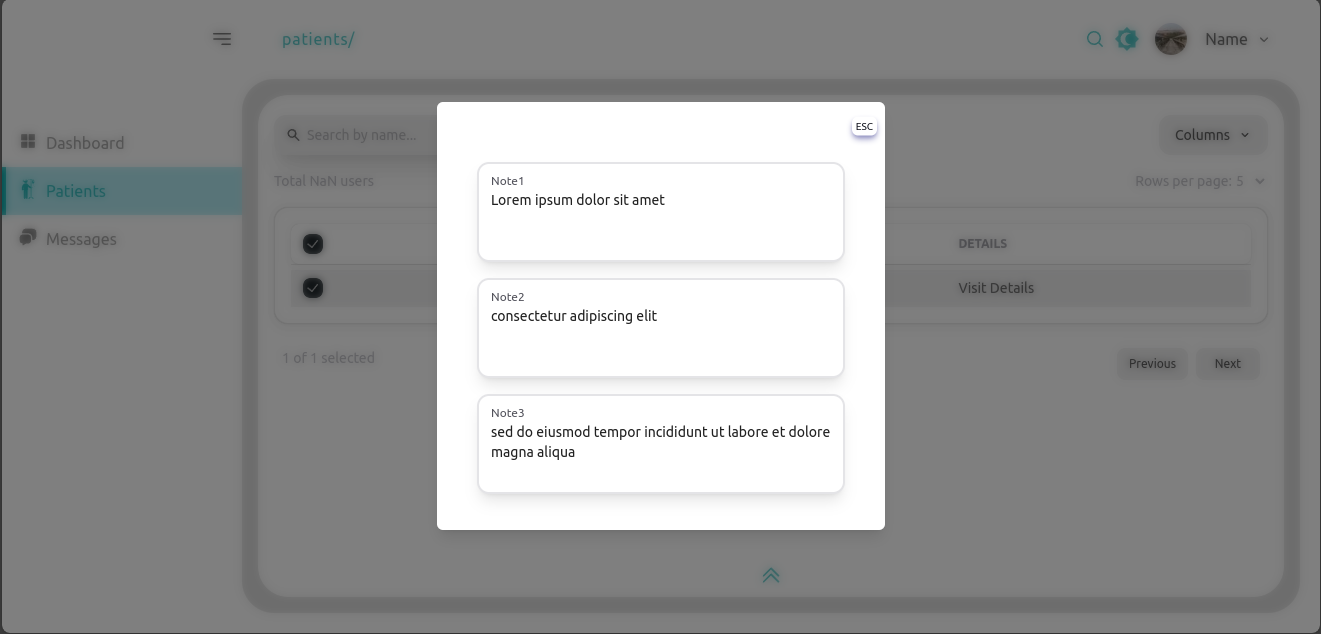 patients/
Name
Dashboard
Patients
Messages
Search by name...
Columns
Total NaN users
Rows per page: 5
DETAILS
Visit Details
1 of 1 selected
Previous
Next
ESC
Note1
Lorem ipsum dolor sit amet
Note2
consectetur adipiscing elit
Note3
sed do eiusmod tempor incididunt ut labore et dolore
magna aliqua